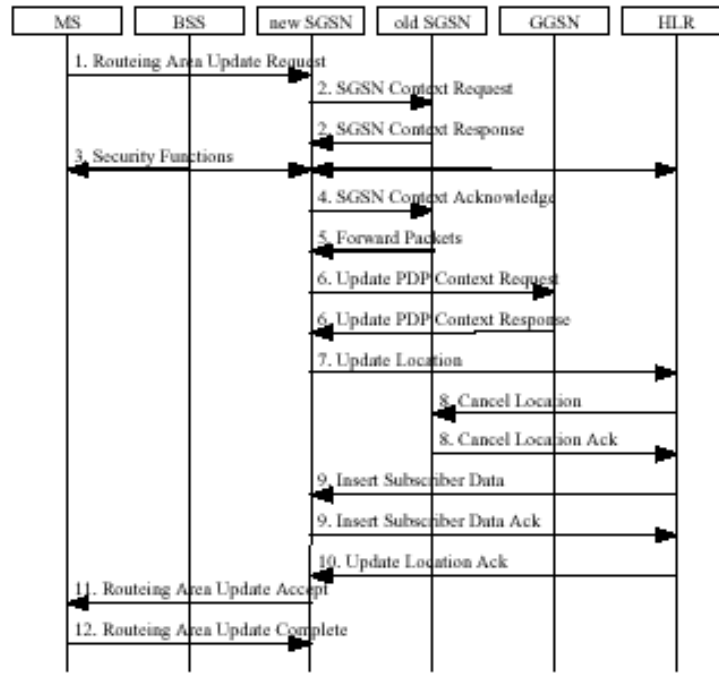 MS BSS new SGSN old SGSN GGSN HLR
1. Routeing Area Update Request
2. SGSN Context Request
2. SGSN Context Response
3. Security Functions
4. SGSN Context Acknowledge
5. Forward Packets
6. Update PDP Context Request
6. Update PDP Context Response
7. Update Location
8. Cancel Location
8. Cancel Location Ack
9. Insert Subscriber Data
9. Insert Subscriber Data Ack
10. Update Location Ack
11. Routeing Area Update Accept
12. Routeing Area Update Complete